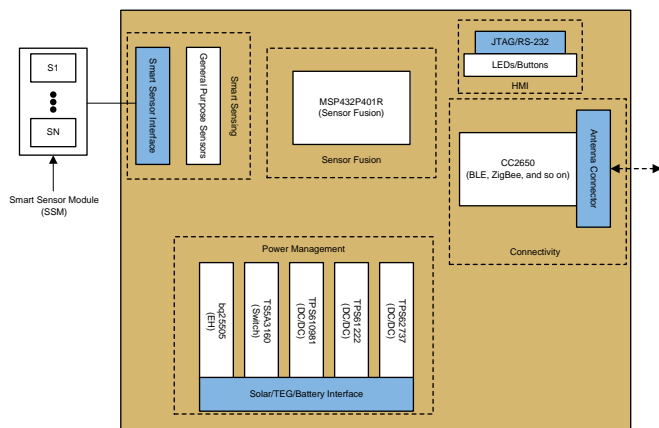 S1
SN
Smart Sensor Module
(SSM)
Smart Sensor Interface
General Purpose Sensors
Smart Sensing
MSP432P401R
(Sensor Fusion)
Sensor Fusion
JTAG/RS-232
LEDs/Buttons
HMI
CC2650
(BLE, ZigBee, and so on)
Antenna Connector
Connectivity
Power Management
bq25505
(EH)
TS5A3160
(Switch)
TPS610981
(DC/DC)
TPS61222
(DC/DC)
TPS62737
(DC/DC)
Solar/TEG/Battery Interface